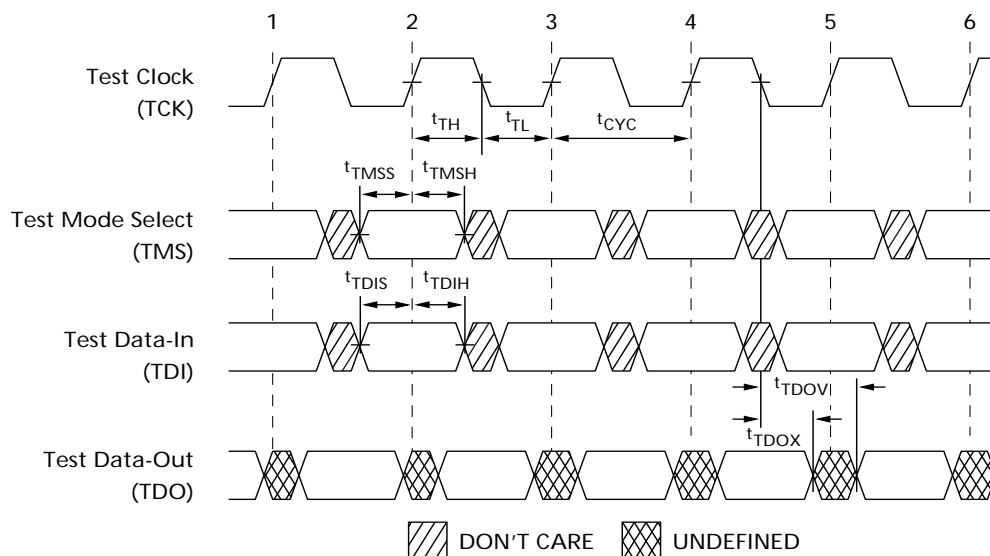 1 2 3 4 5 6
Test Clock
(TCK)
tTH tTL tCYC
tTMSS tTMSH
Test Mode Select
(TMS)
tTDIS tTDIH
Test Data-In
(TDI)
tTDOV
tTDOX
Test Data-Out
(TDO)
DON'T CARE UNDEFINED